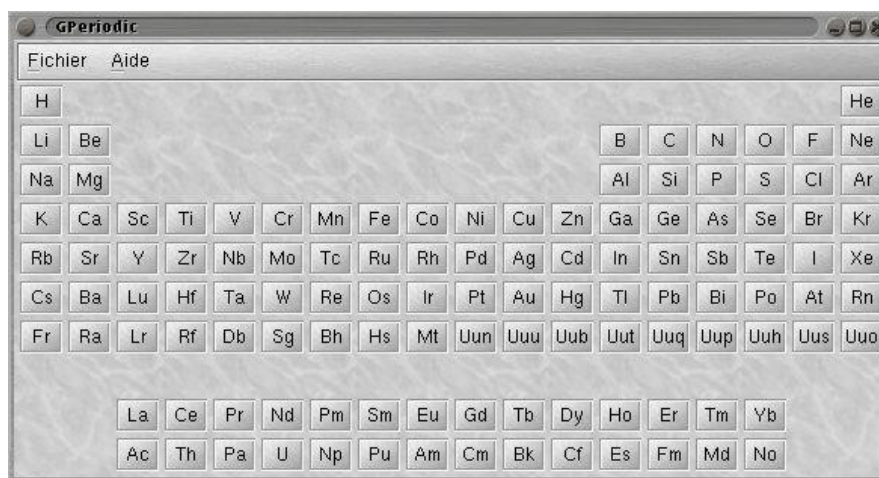 GPeriodic
Fichier Aide
H He
Li Be B C N O F Ne
Na Mg Al Si P S Cl Ar
K Ca Sc Ti V Cr Mn Fe Co Ni Cu Zn Ga Ge As Se Br Kr
Rb Sr Y Zr Nb Mo Tc Ru Rh Pd Ag Cd In Sn Sb Te I Xe
Cs Ba Lu Hf Ta W Re Os Ir Pt Au Hg Tl Pb Bi Po At Rn
Fr Ra Lr Rf Db Sg Bh Hs Mt Uun Uuu Uub Uut Uuq Uup Uuh Uus Uuo
La Ce Pr Nd Pm Sm Eu Gd Tb Dy Ho Er Tm Yb
Ac Th Pa U Np Pu Am Cm Bk Cf Es Fm Md No